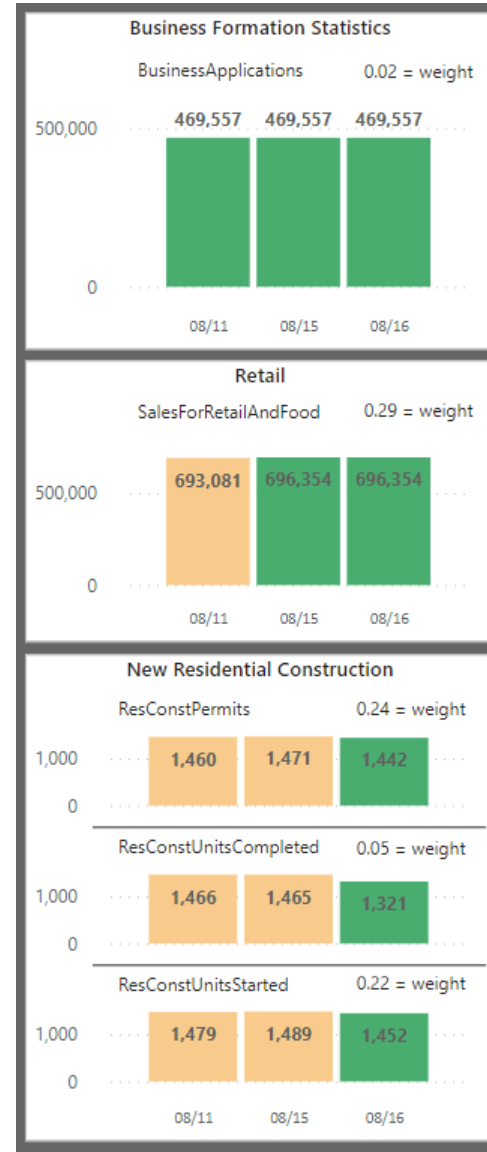 Business Formation Statistics
BusinessApplications 0.02 = weight
469,557 469,557 469,557
500,000
0
08/11 08/15 08/16
Retail
SalesForRetailAndFood 0.29 = weight
693,081 696,354 696,354
500,000
0
08/11 08/15 08/16
New Residential Construction
ResConstPermits 0.24 = weight
1,000 1,460 1,471 1,442
0
ResConstUnitsCompleted 0.05 = weight
1,000 1,466 1,465 1,321
0
ResConstUnitsStarted 0.22 = weight
1,000 1,479 1,489 1,452
0
08/11 08/15 08/16